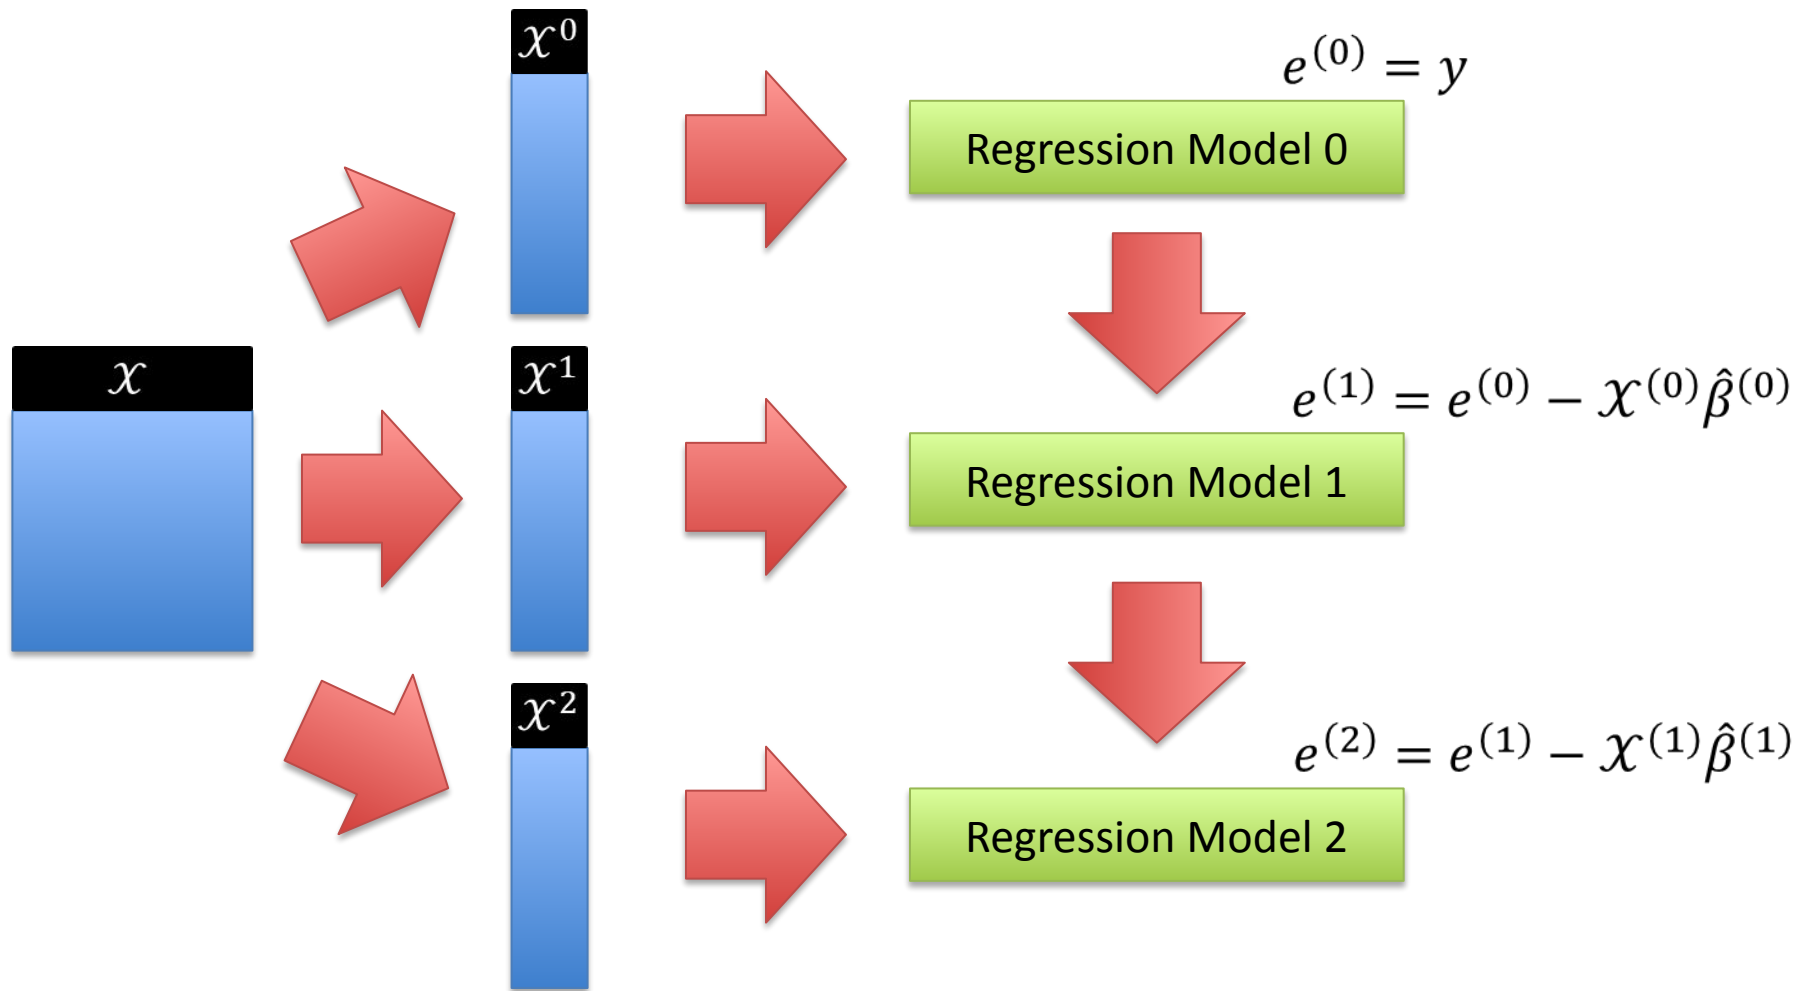 𝒳⁰
e⁽⁰⁾ = y
Regression Model 0
𝒳
𝒳¹
e⁽¹⁾ = e⁽⁰⁾ − 𝒳⁽⁰⁾β̂⁽⁰⁾
Regression Model 1
𝒳²
e⁽²⁾ = e⁽¹⁾ − 𝒳⁽¹⁾β̂⁽¹⁾
Regression Model 2